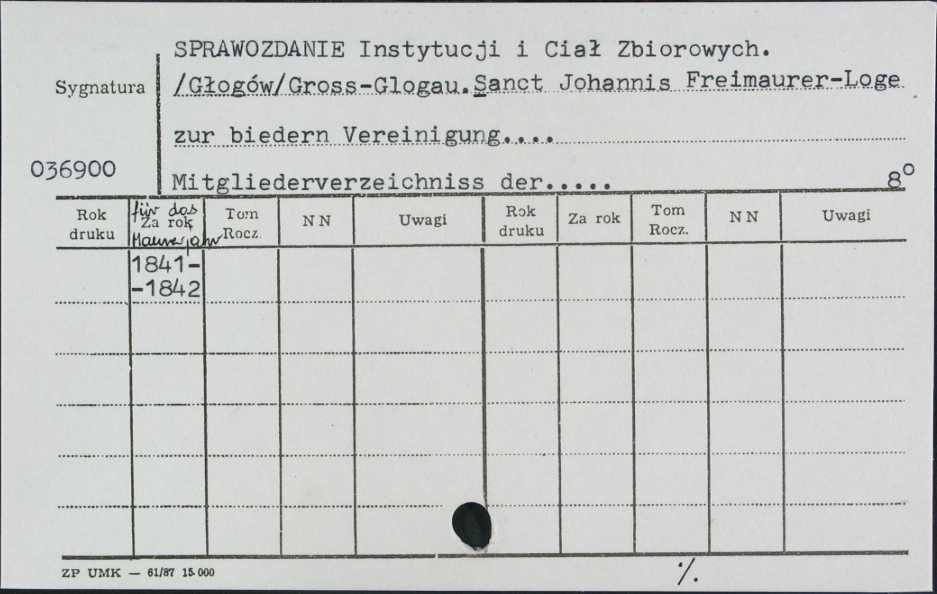 SPRAWOZDANIE Instytucji i Ciał Zbiorowych.
Sygnatura /Głogów/Gross-Glogau.Sanct Johannis Freimaurer-Loge
zur biedern Vereinigung....
036900 Mitgliederverzeichniss der..... 8°
Rok druku für das Za rok Maurerjahr Tom Rocz. NN Uwagi Rok druku Za rok Tom Rocz. NN Uwagi
1841-
-1842
ZP UMK — 61/87 15.000 ٪.